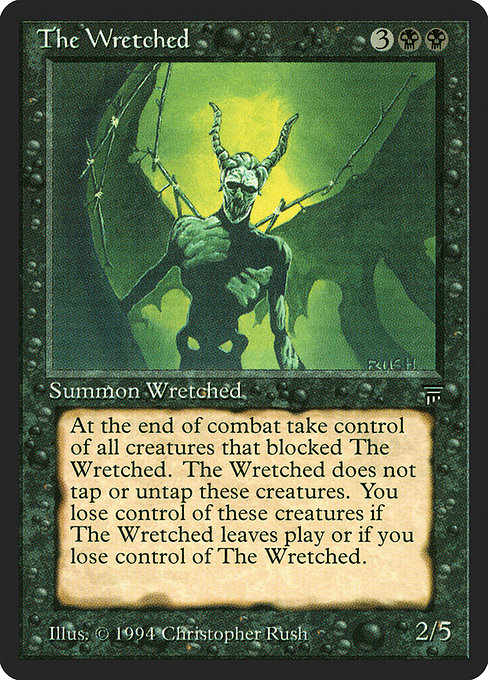 The Wretched 3
RUSH
Summon Wretched
At the end of combat take control
of all creatures that blocked The
Wretched. The Wretched does not
tap or untap these creatures. You
lose control of these creatures if
The Wretched leaves play or if you
lose control of The Wretched.
Illus. © 1994 Christopher Rush 2/5